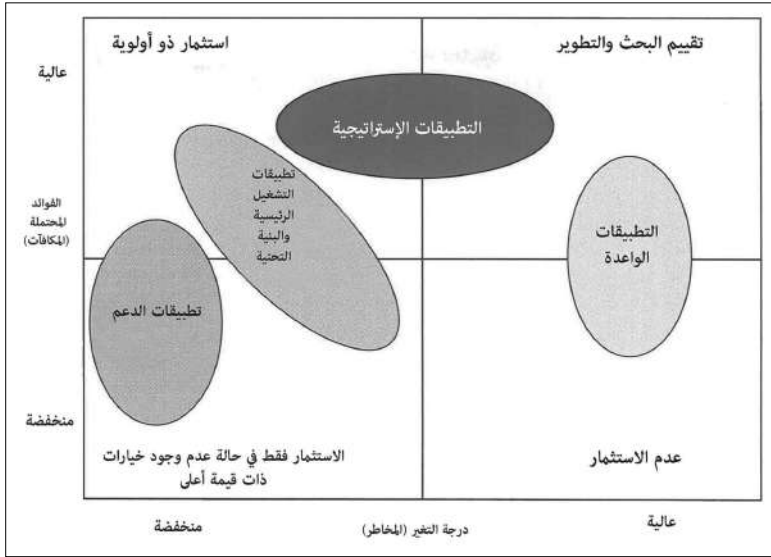 تقييم البحث والتطوير
استثمار ذو أولوية
عالية
التطبيقات الإستراتيجية
تطبيقات
التشغيل
الرئيسية
والبنية
التحتية
الفوائد
المحتملة
(المكافآت)
التطبيقات
الواعدة
تطبيقات الدعم
منخفضة
عدم الاستثمار
الاستثمار فقط في حالة عدم وجود خيارات
ذات قيمة أعلى
عالية
درجة التغير (المخاطر)
منخفضة